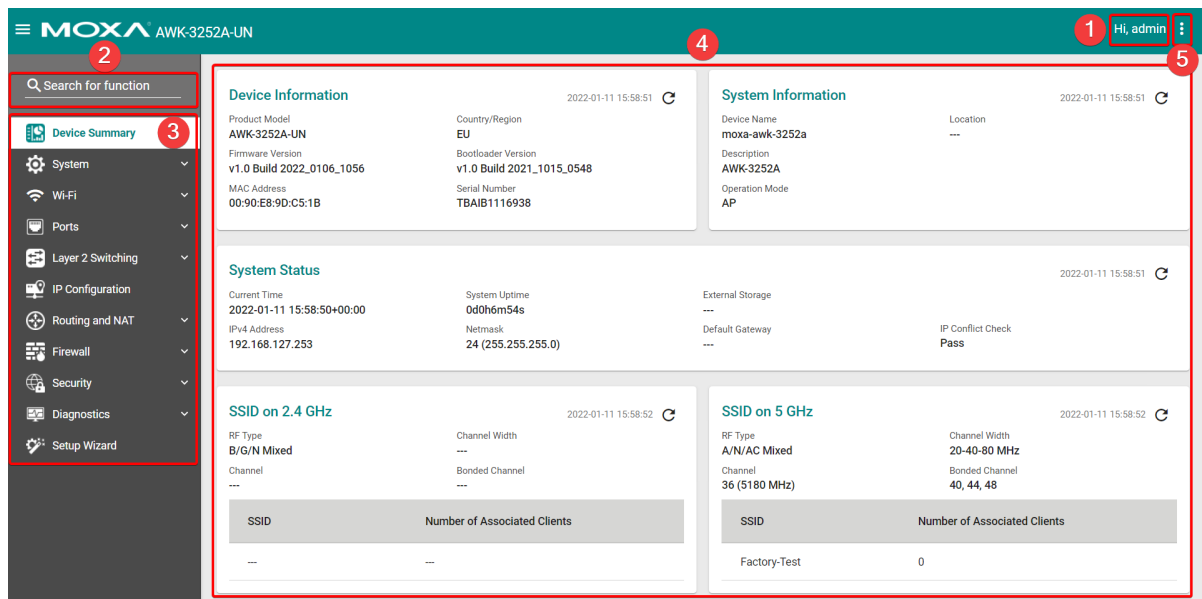 MOXA AWK-3252A-UN
1 Hi, admin
2
4
5
Search for function
Device Summary 3
System
Wi-Fi
Ports
Layer 2 Switching
IP Configuration
Routing and NAT
Firewall
Security
Diagnostics
Setup Wizard
Device Information 2022-01-11 15:58:51
Product Model Country/Region
AWK-3252A-UN EU
Firmware Version Bootloader Version
v1.0 Build 2022_0106_1056 v1.0 Build 2021_1015_0548
MAC Address Serial Number
00:90:E8:9D:C5:1B TBAIB1116938
System Information 2022-01-11 15:58:51
Device Name Location
moxa-awk-3252a ---
Description
AWK-3252A
Operation Mode
AP
System Status 2022-01-11 15:58:51
Current Time System Uptime External Storage
2022-01-11 15:58:50+00:00 0d0h6m54s ---
IPv4 Address Netmask Default Gateway IP Conflict Check
192.168.127.253 24 (255.255.255.0) --- Pass
SSID on 2.4 GHz 2022-01-11 15:58:52
RF Type Channel Width
B/G/N Mixed ---
Channel Bonded Channel
--- ---
SSID Number of Associated Clients
--- ---
SSID on 5 GHz 2022-01-11 15:58:52
RF Type Channel Width
A/N/AC Mixed 20-40-80 MHz
Channel Bonded Channel
36 (5180 MHz) 40, 44, 48
SSID Number of Associated Clients
Factory-Test 0